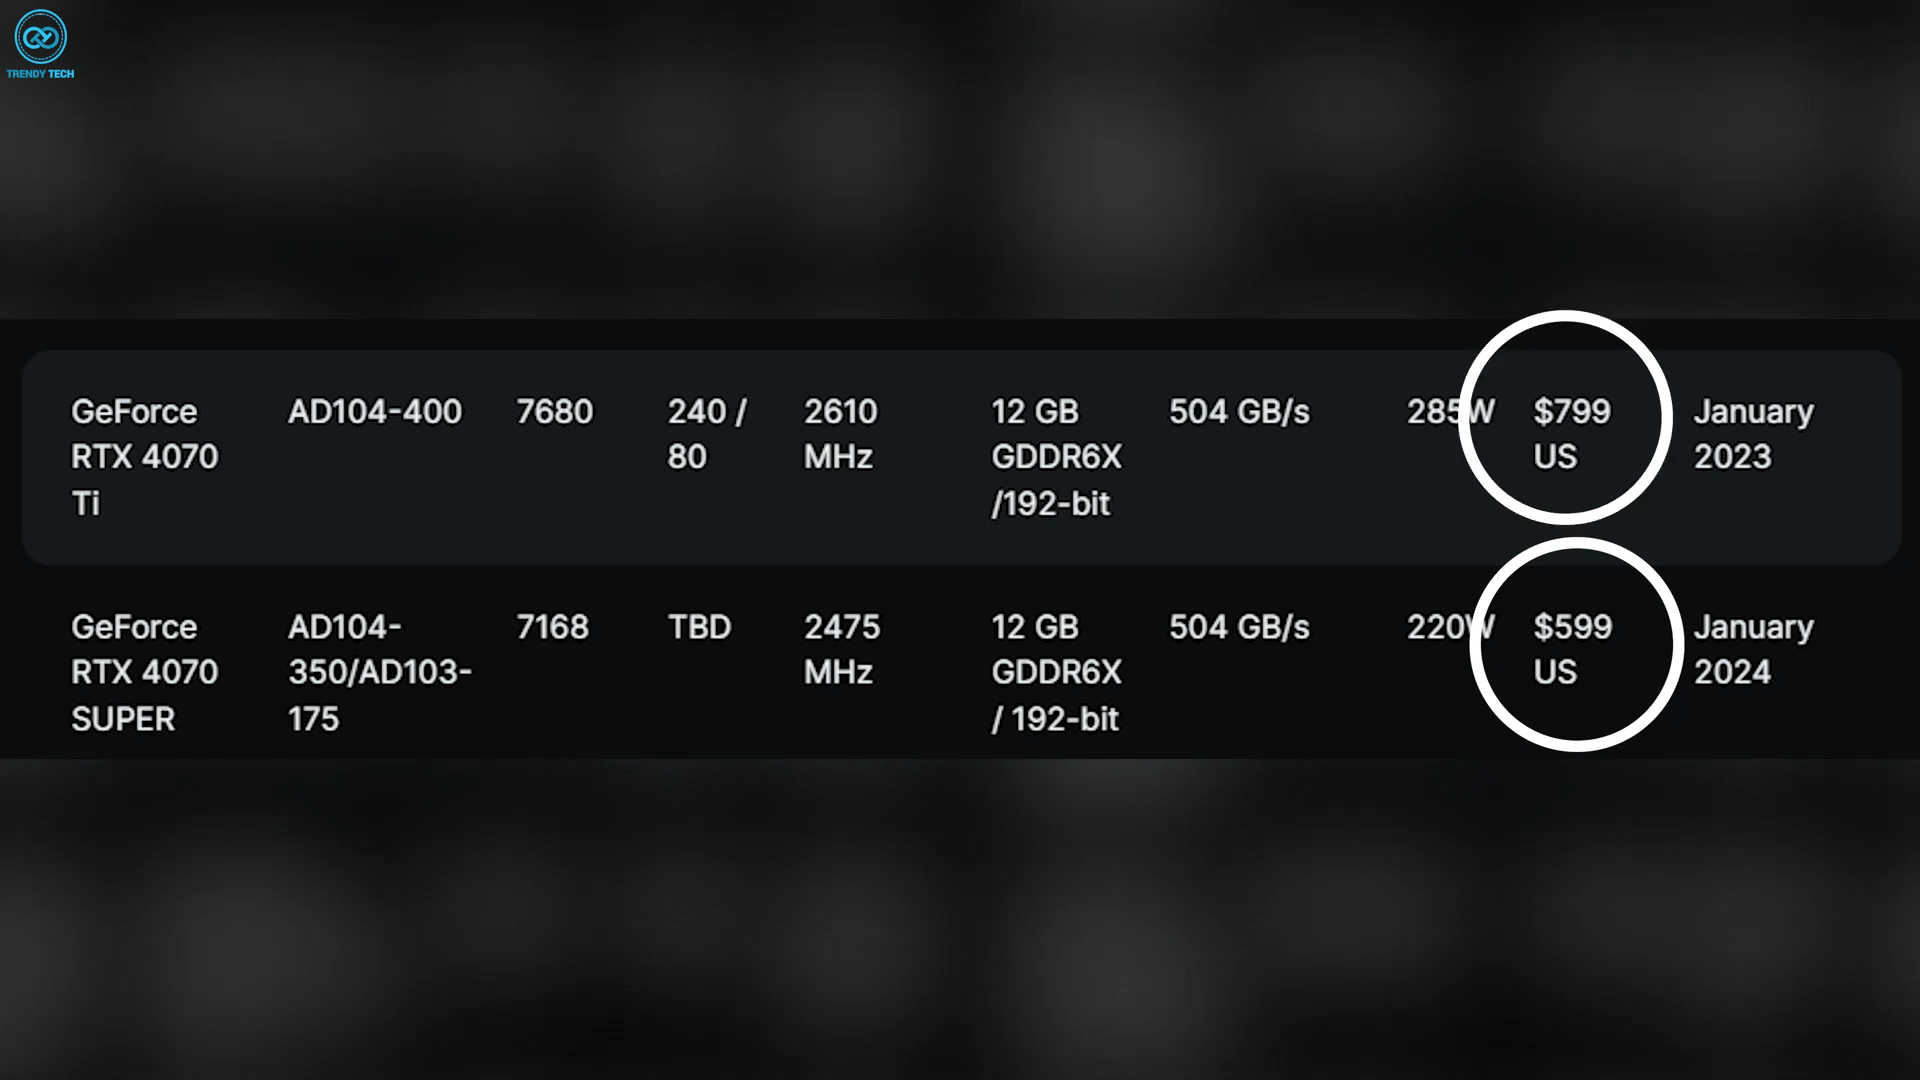 TRENDY TECH
GeForce AD104-400 7680 240 / 2610 12 GB 504 GB/s 285W $799 January
RTX 4070 80 MHz GDDR6X US 2023
Ti /192-bit
GeForce AD104- 7168 TBD 2475 12 GB 504 GB/s 220W $599 January
RTX 4070 350/AD103- MHz GDDR6X US 2024
SUPER 175 / 192-bit